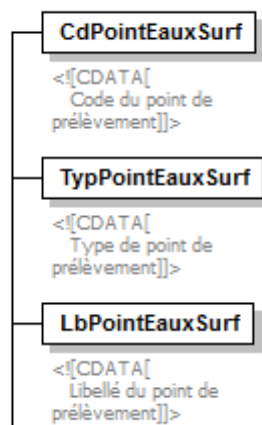 CdPointEauxSurf
<![CDATA[
Code du point de
prélèvement]]>
TypPointEauxSurf
<![CDATA[
Type de point de
prélèvement]]>
LbPointEauxSurf
<![CDATA[
Libellé du point de
prélèvement]]>